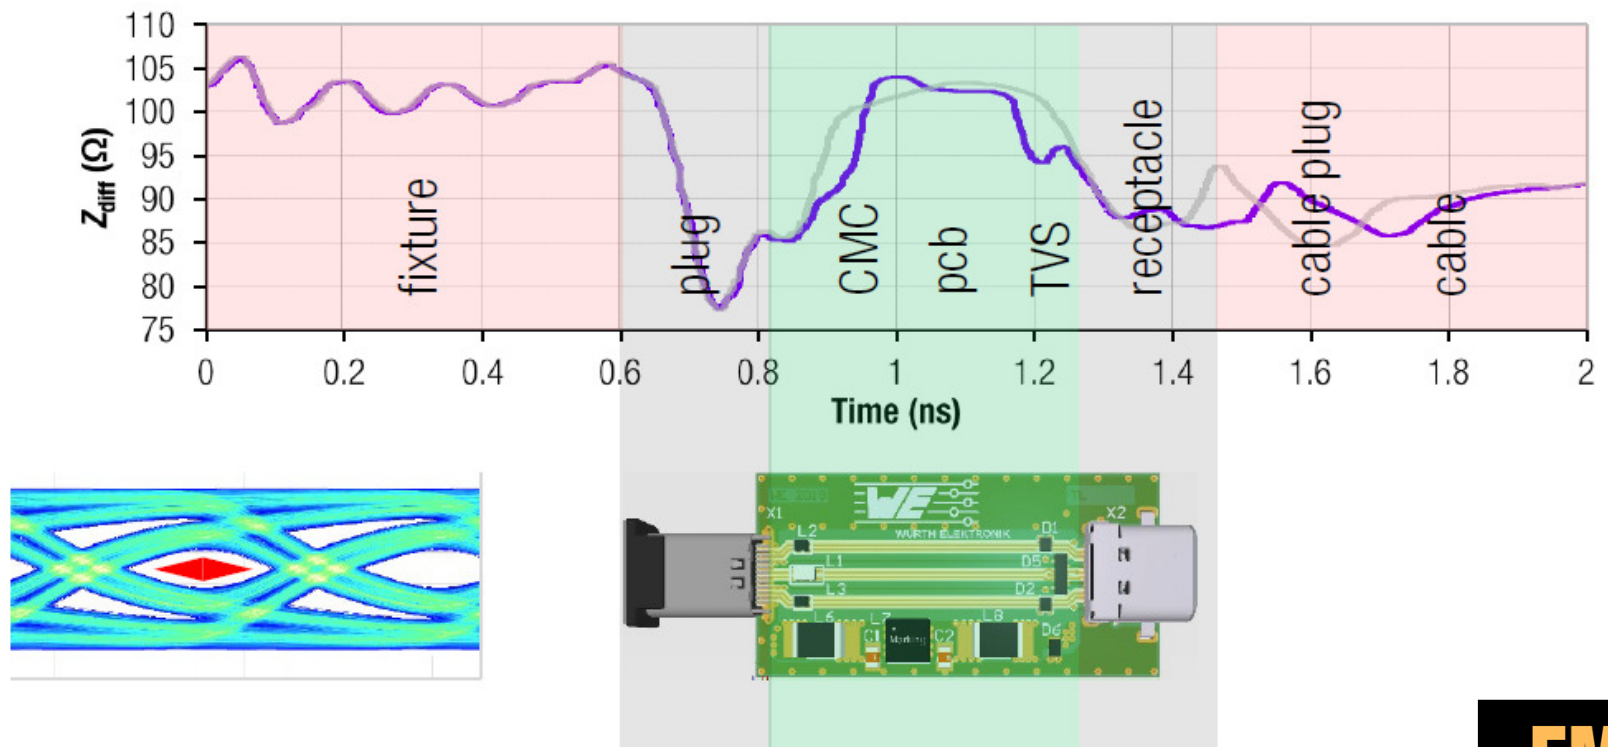 110
105
100
95
90
85
80
75
Zdiff (Ω)
fixture
plug
CMC
pcb
TVS
receptacle
cable plug
cable
0 0.2 0.4 0.6 0.8 1 1.2 1.4 1.6 1.8 2
Time (ns)
WE
WÜRTH ELEKTRONIK
X1
L2
L1
L3
D1
D5
D2
X2
L6
L7
L8
C1
Marking
C2
D6